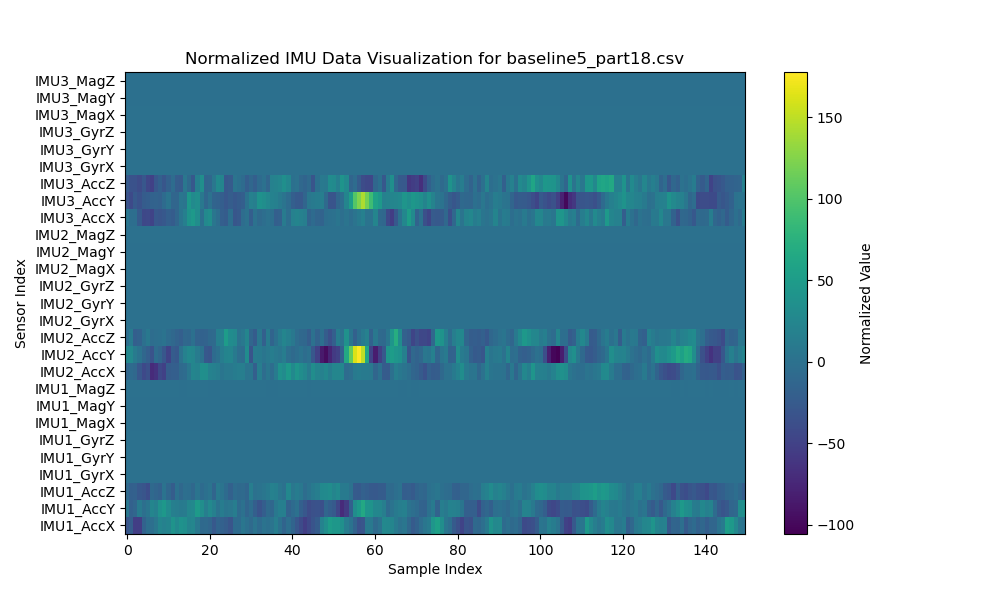 Normalized IMU Data Visualization for baseline5_part18.csv
IMU3_MagZ
IMU3_MagY
IMU3_MagX
IMU3_GyrZ
IMU3_GyrY
IMU3_GyrX
IMU3_AccZ
IMU3_AccY
IMU3_AccX
IMU2_MagZ
IMU2_MagY
IMU2_MagX
IMU2_GyrZ
IMU2_GyrY
IMU2_GyrX
IMU2_AccZ
IMU2_AccY
IMU2_AccX
IMU1_MagZ
IMU1_MagY
IMU1_MagX
IMU1_GyrZ
IMU1_GyrY
IMU1_GyrX
IMU1_AccZ
IMU1_AccY
IMU1_AccX
Sensor Index
0 20 40 60 80 100 120 140
Sample Index
150
100
50
0
−50
−100
Normalized Value